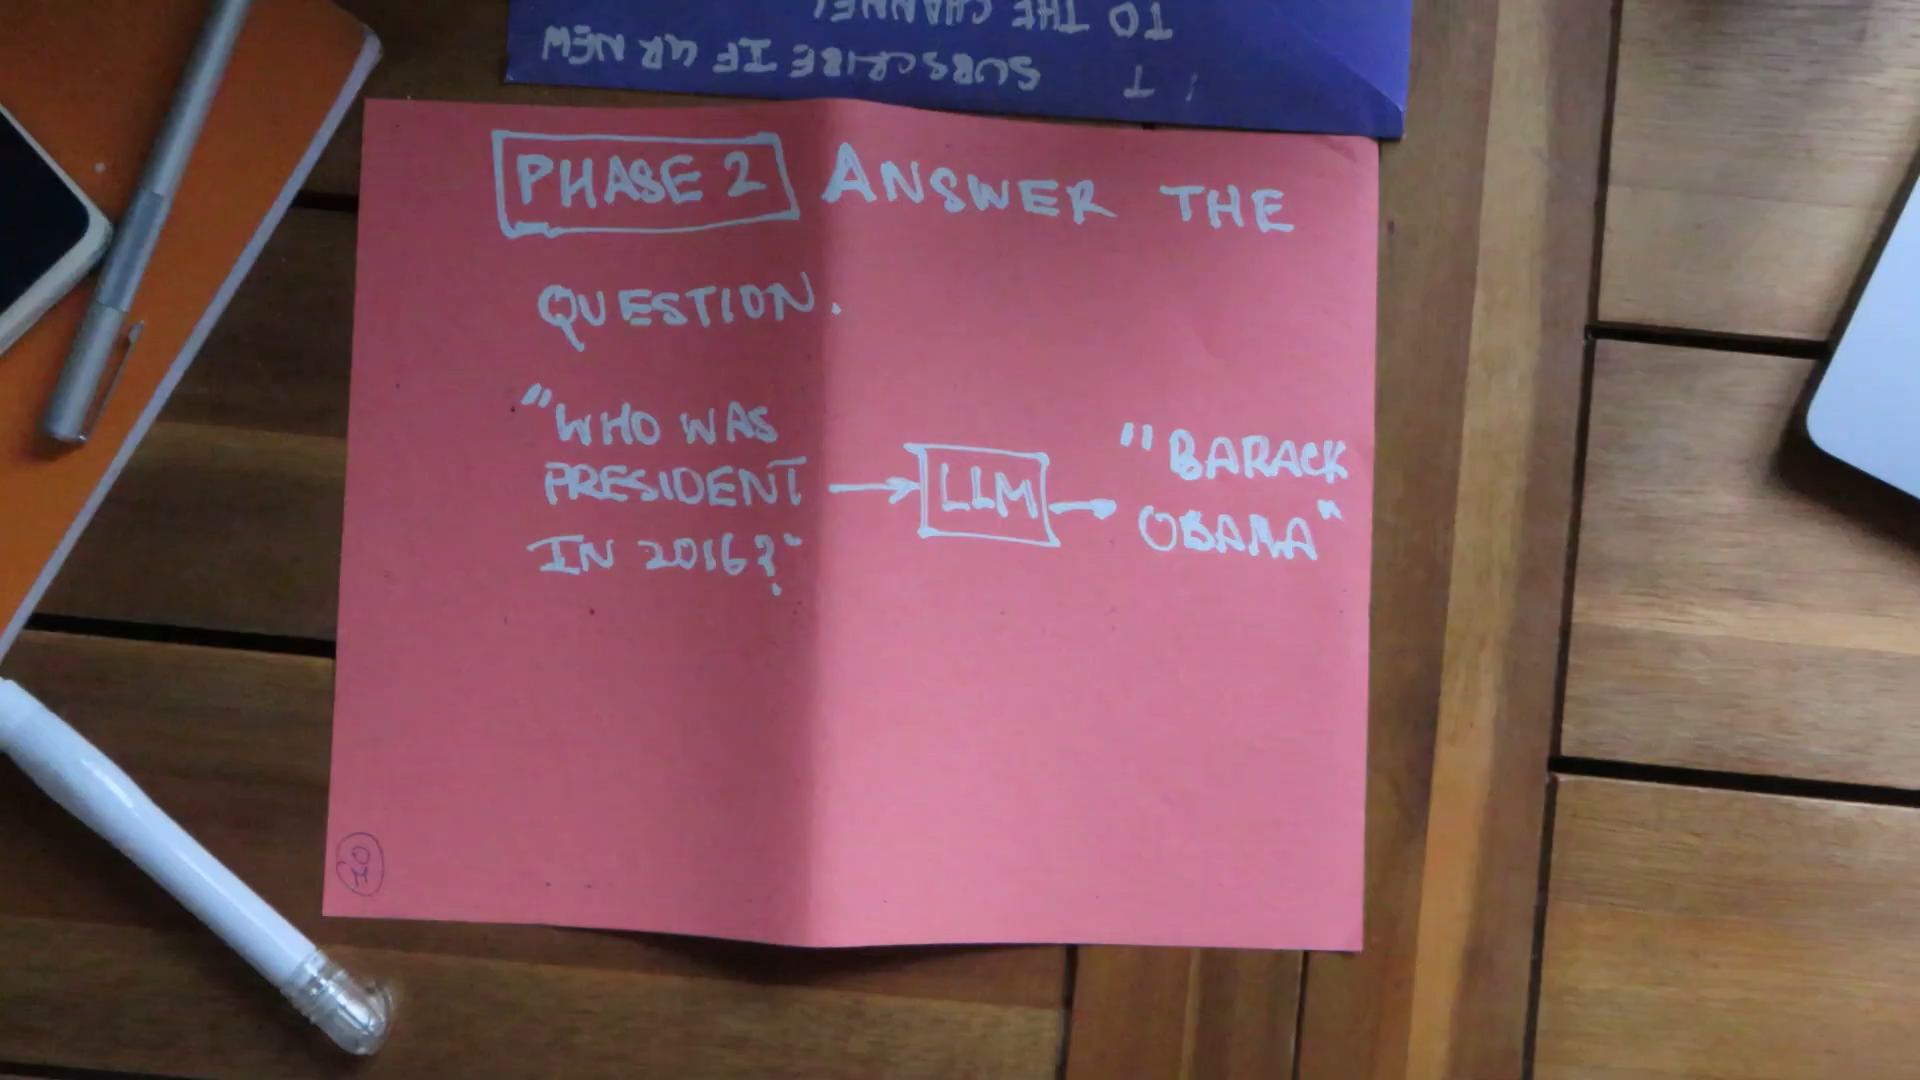 TO THE CHANNEL
SUBSCRIBE IF UR NEW
PHASE 2 ANSWER THE
QUESTION.
"WHO WAS
PRESIDENT
IN 2016?"
LLM
"BARACK
OBAMA"